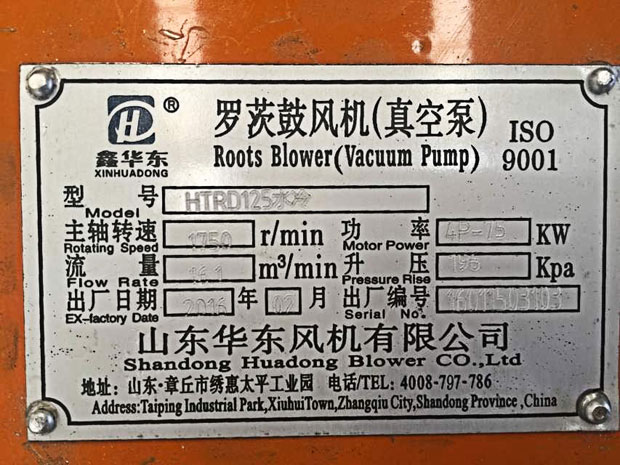 H ®
鑫华东
XINHUADONG
罗茨鼓风机(真空泵)
Roots Blower(Vacuum Pump)
ISO
9001
型号 HTRD125水冷
Model
主轴转速 1750 r/min 功率 4P-15 KW
Rotating Speed Motor Power
流量 m³/min 升压 Kpa
Flow Rate Pressure Rise
出厂日期 2016 年 02 月 出厂编号
EX-factory Date Serial No.
山东华东风机有限公司
Shandong Huadong Blower CO.,Ltd
地址: 山东·章丘市绣惠太平工业园 电话/TEL: 4008-797-786
Address:Taiping Industrial Park,XiuhuiTown,Zhangqiu City,Shandong Province ,China